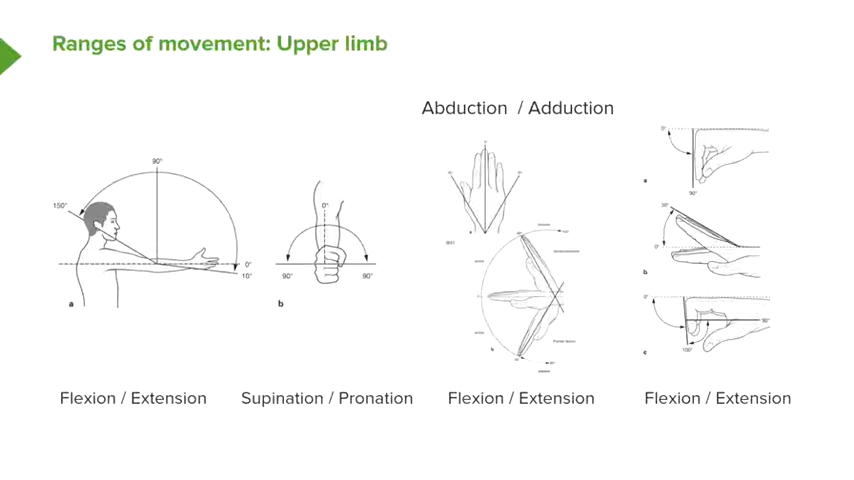 Ranges of movement: Upper limb
Abduction / Adduction
90°
150°
0°
10°
a
0°
90°
90°
b
0°
90°
a
30°
0°
b
0°
90°
100°
c
Flexion / Extension
Supination / Pronation
Flexion / Extension
Flexion / Extension